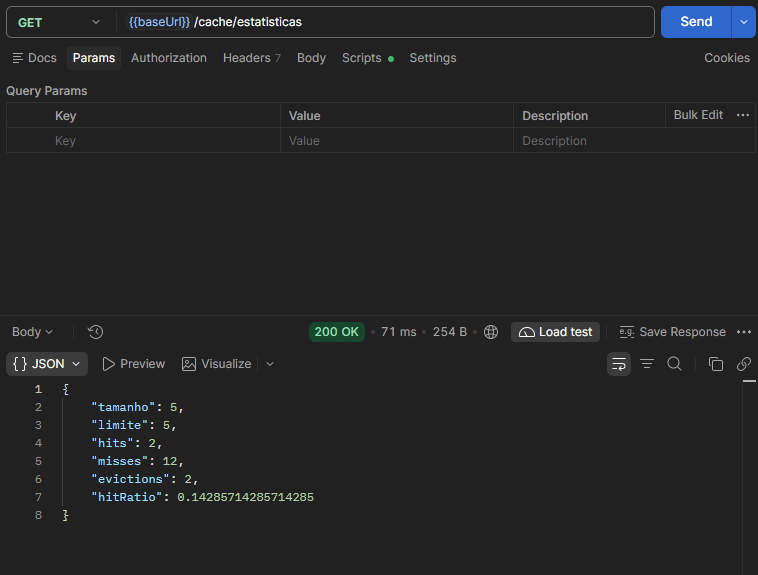 GET {{baseUrl}} /cache/estatisticas Send
Docs Params Authorization Headers 7 Body Scripts Settings Cookies
Query Params
Key Value Description Bulk Edit
Key Value Description
Body 200 OK • 71 ms • 254 B • Load test e.g. Save Response
{} JSON Preview Visualize
1 {
2 "tamanho": 5,
3 "limite": 5,
4 "hits": 2,
5 "misses": 12,
6 "evictions": 2,
7 "hitRatio": 0.14285714285714285
8 }